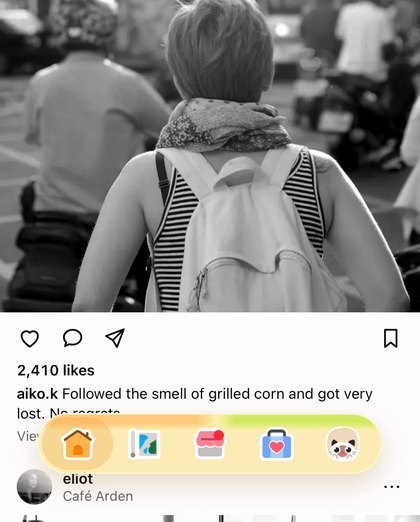 2,410 likes
aiko.k Followed the smell of grilled corn and got very
lost. No regrets
eliot
Café Arden